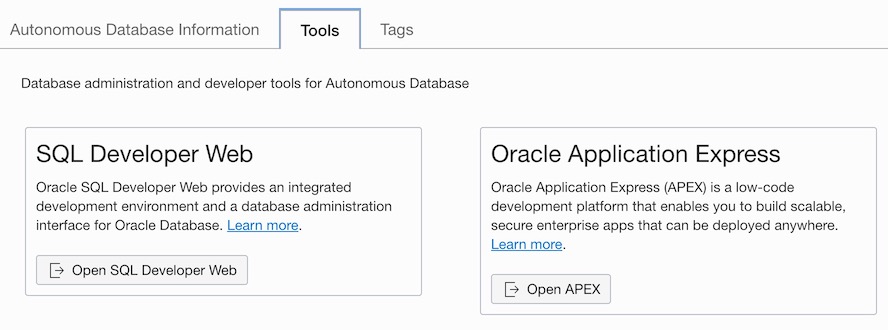 Autonomous Database Information
Tools
Tags
Database administration and developer tools for Autonomous Database
SQL Developer Web
Oracle SQL Developer Web provides an integrated
development environment and a database administration
interface for Oracle Database. Learn more.
Open SQL Developer Web
Oracle Application Express
Oracle Application Express (APEX) is a low-code
development platform that enables you to build scalable,
secure enterprise apps that can be deployed anywhere.
Learn more.
Open APEX